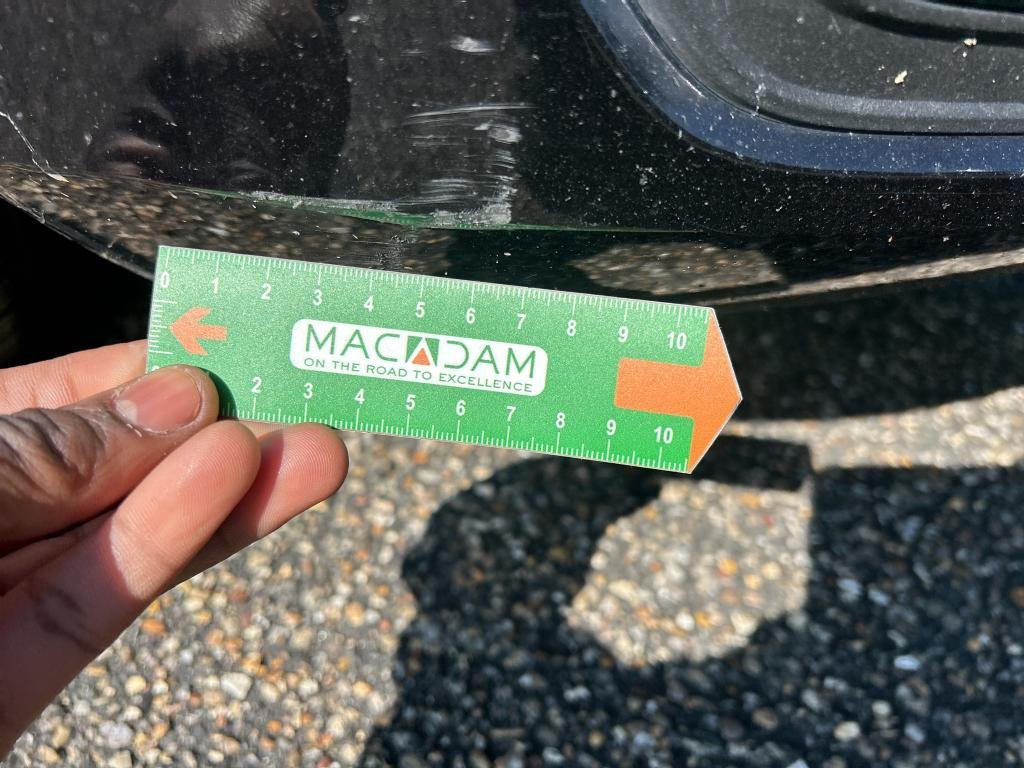 0 1 2 3 4 5 6 7 8 9 10
MACADAM
ON THE ROAD TO EXCELLENCE
2 3 4 5 6 7 8 9 10